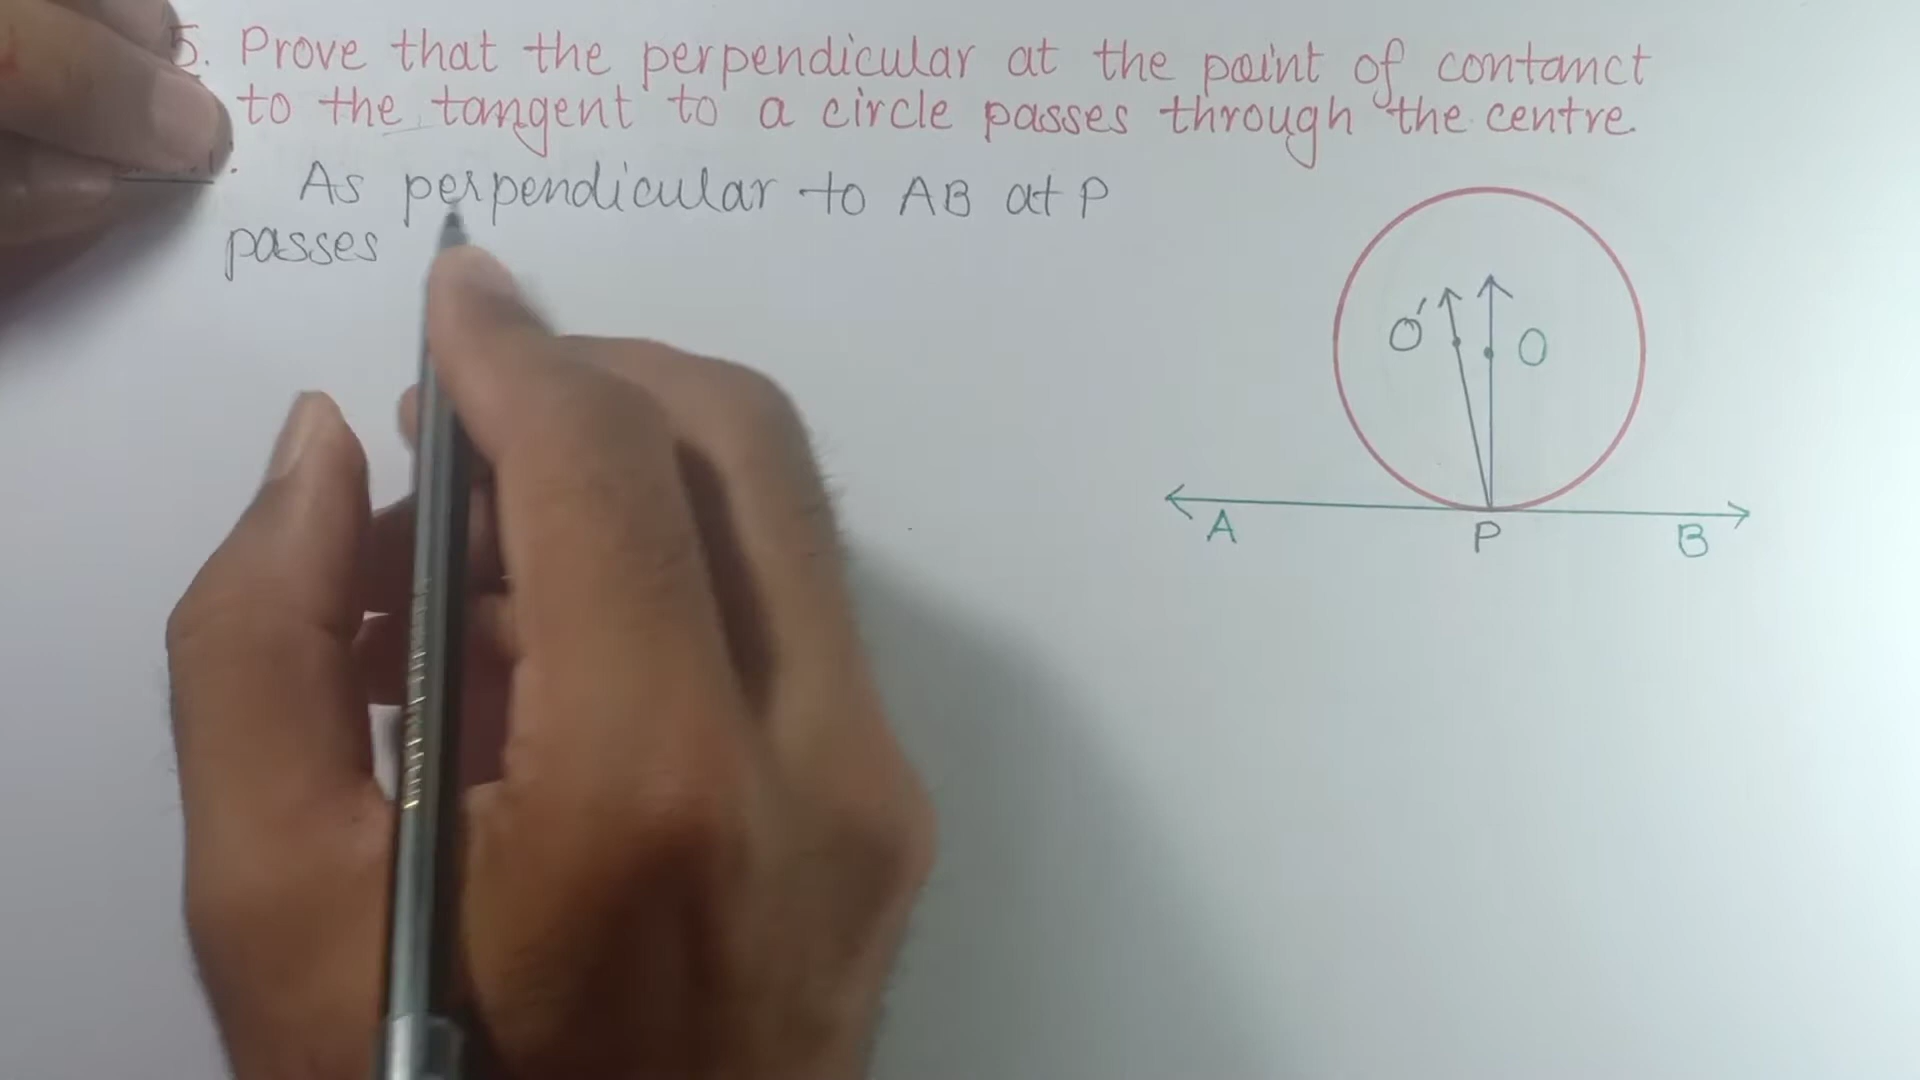 5. Prove that the perpendicular at the point of contanct
to the tangent to a circle passes through the centre.
As perpendicular to AB at P
passes
O'
O
A
P
B